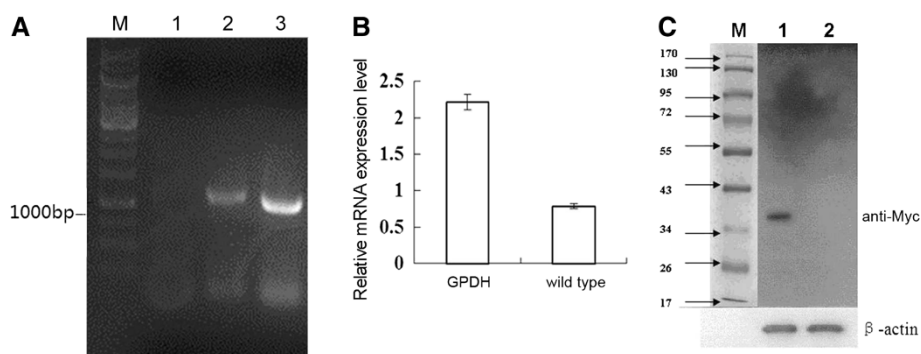 A
M 1 2 3
1000bp
B
Relative mRNA expression level
2.5
2
1.5
1
0.5
0
GPDH wild type
C
M 1 2
170
130
95
72
55
43
34
26
17
anti-Myc
β-actin